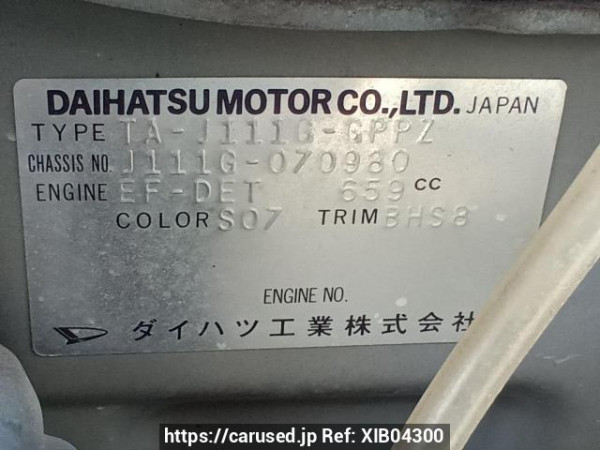 DAIHATSU MOTOR CO.,LTD. JAPAN
TYPE TA-J111G-GPPZ
CHASSIS NO. J111G-070980
ENGINE EF-DET 659 CC
COLOR S07 TRIM BHS8
ENGINE NO.
ダイハツ工業株式会社
https://carused.jp Ref: XIB04300